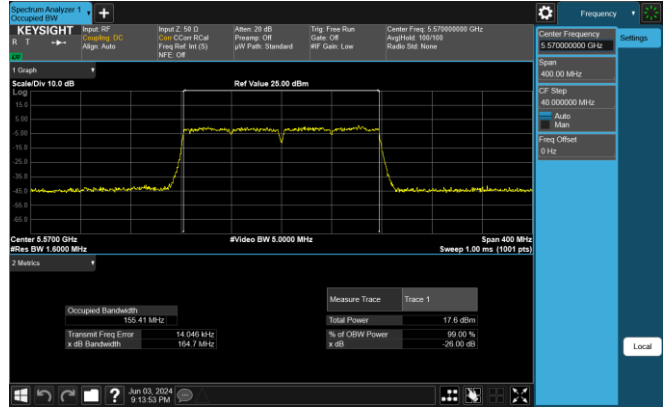 Spectrum Analyzer 1
Occupied BW
+
Frequency
KEYSIGHT
R T
DP
Input: RF
Coupling: DC
Align: Auto
Input Z: 50 Ω
Corr CCorr RCal
Freq Ref: Int (S)
NFE: Off
Atten: 20 dB
Preamp: Off
µW Path: Standard
Trig: Free Run
Gate: Off
#IF Gain: Low
Center Freq: 5.570000000 GHz
Avg|Hold: 100/100
Radio Std: None
Center Frequency
5.570000000 GHz
Span
400.00 MHz
CF Step
40.000000 MHz
Auto
Man
Freq Offset
0 Hz
Settings
Local
1 Graph
Scale/Div 10.0 dB
Ref Value 25.00 dBm
Log
15.0
5.00
-5.00
-15.0
-25.0
-35.0
-45.0
-55.0
-65.0
Center 5.5700 GHz
#Video BW 5.0000 MHz
Span 400 MHz
#Res BW 1.6000 MHz
Sweep 1.00 ms (1001 pts)
2 Metrics
Measure Trace
Trace 1
Occupied Bandwidth
155.41 MHz
Total Power
17.6 dBm
Transmit Freq Error
14.046 kHz
% of OBW Power
99.00 %
x dB Bandwidth
164.7 MHz
x dB
-26.00 dB
?
Jun 03, 2024
9:13:53 PM